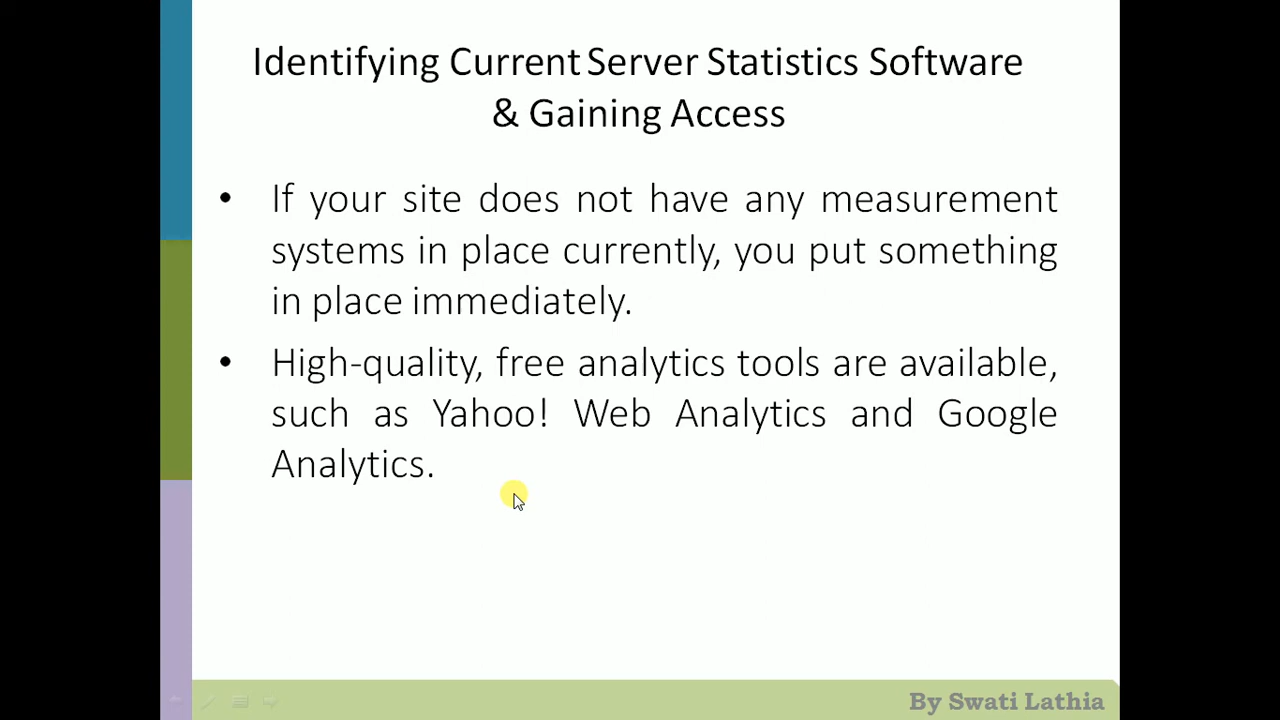 Identifying Current Server Statistics Software
& Gaining Access
• If your site does not have any measurement
systems in place currently, you put something
in place immediately.
• High-quality, free analytics tools are available,
such as Yahoo! Web Analytics and Google
Analytics.
By Swati Lathia